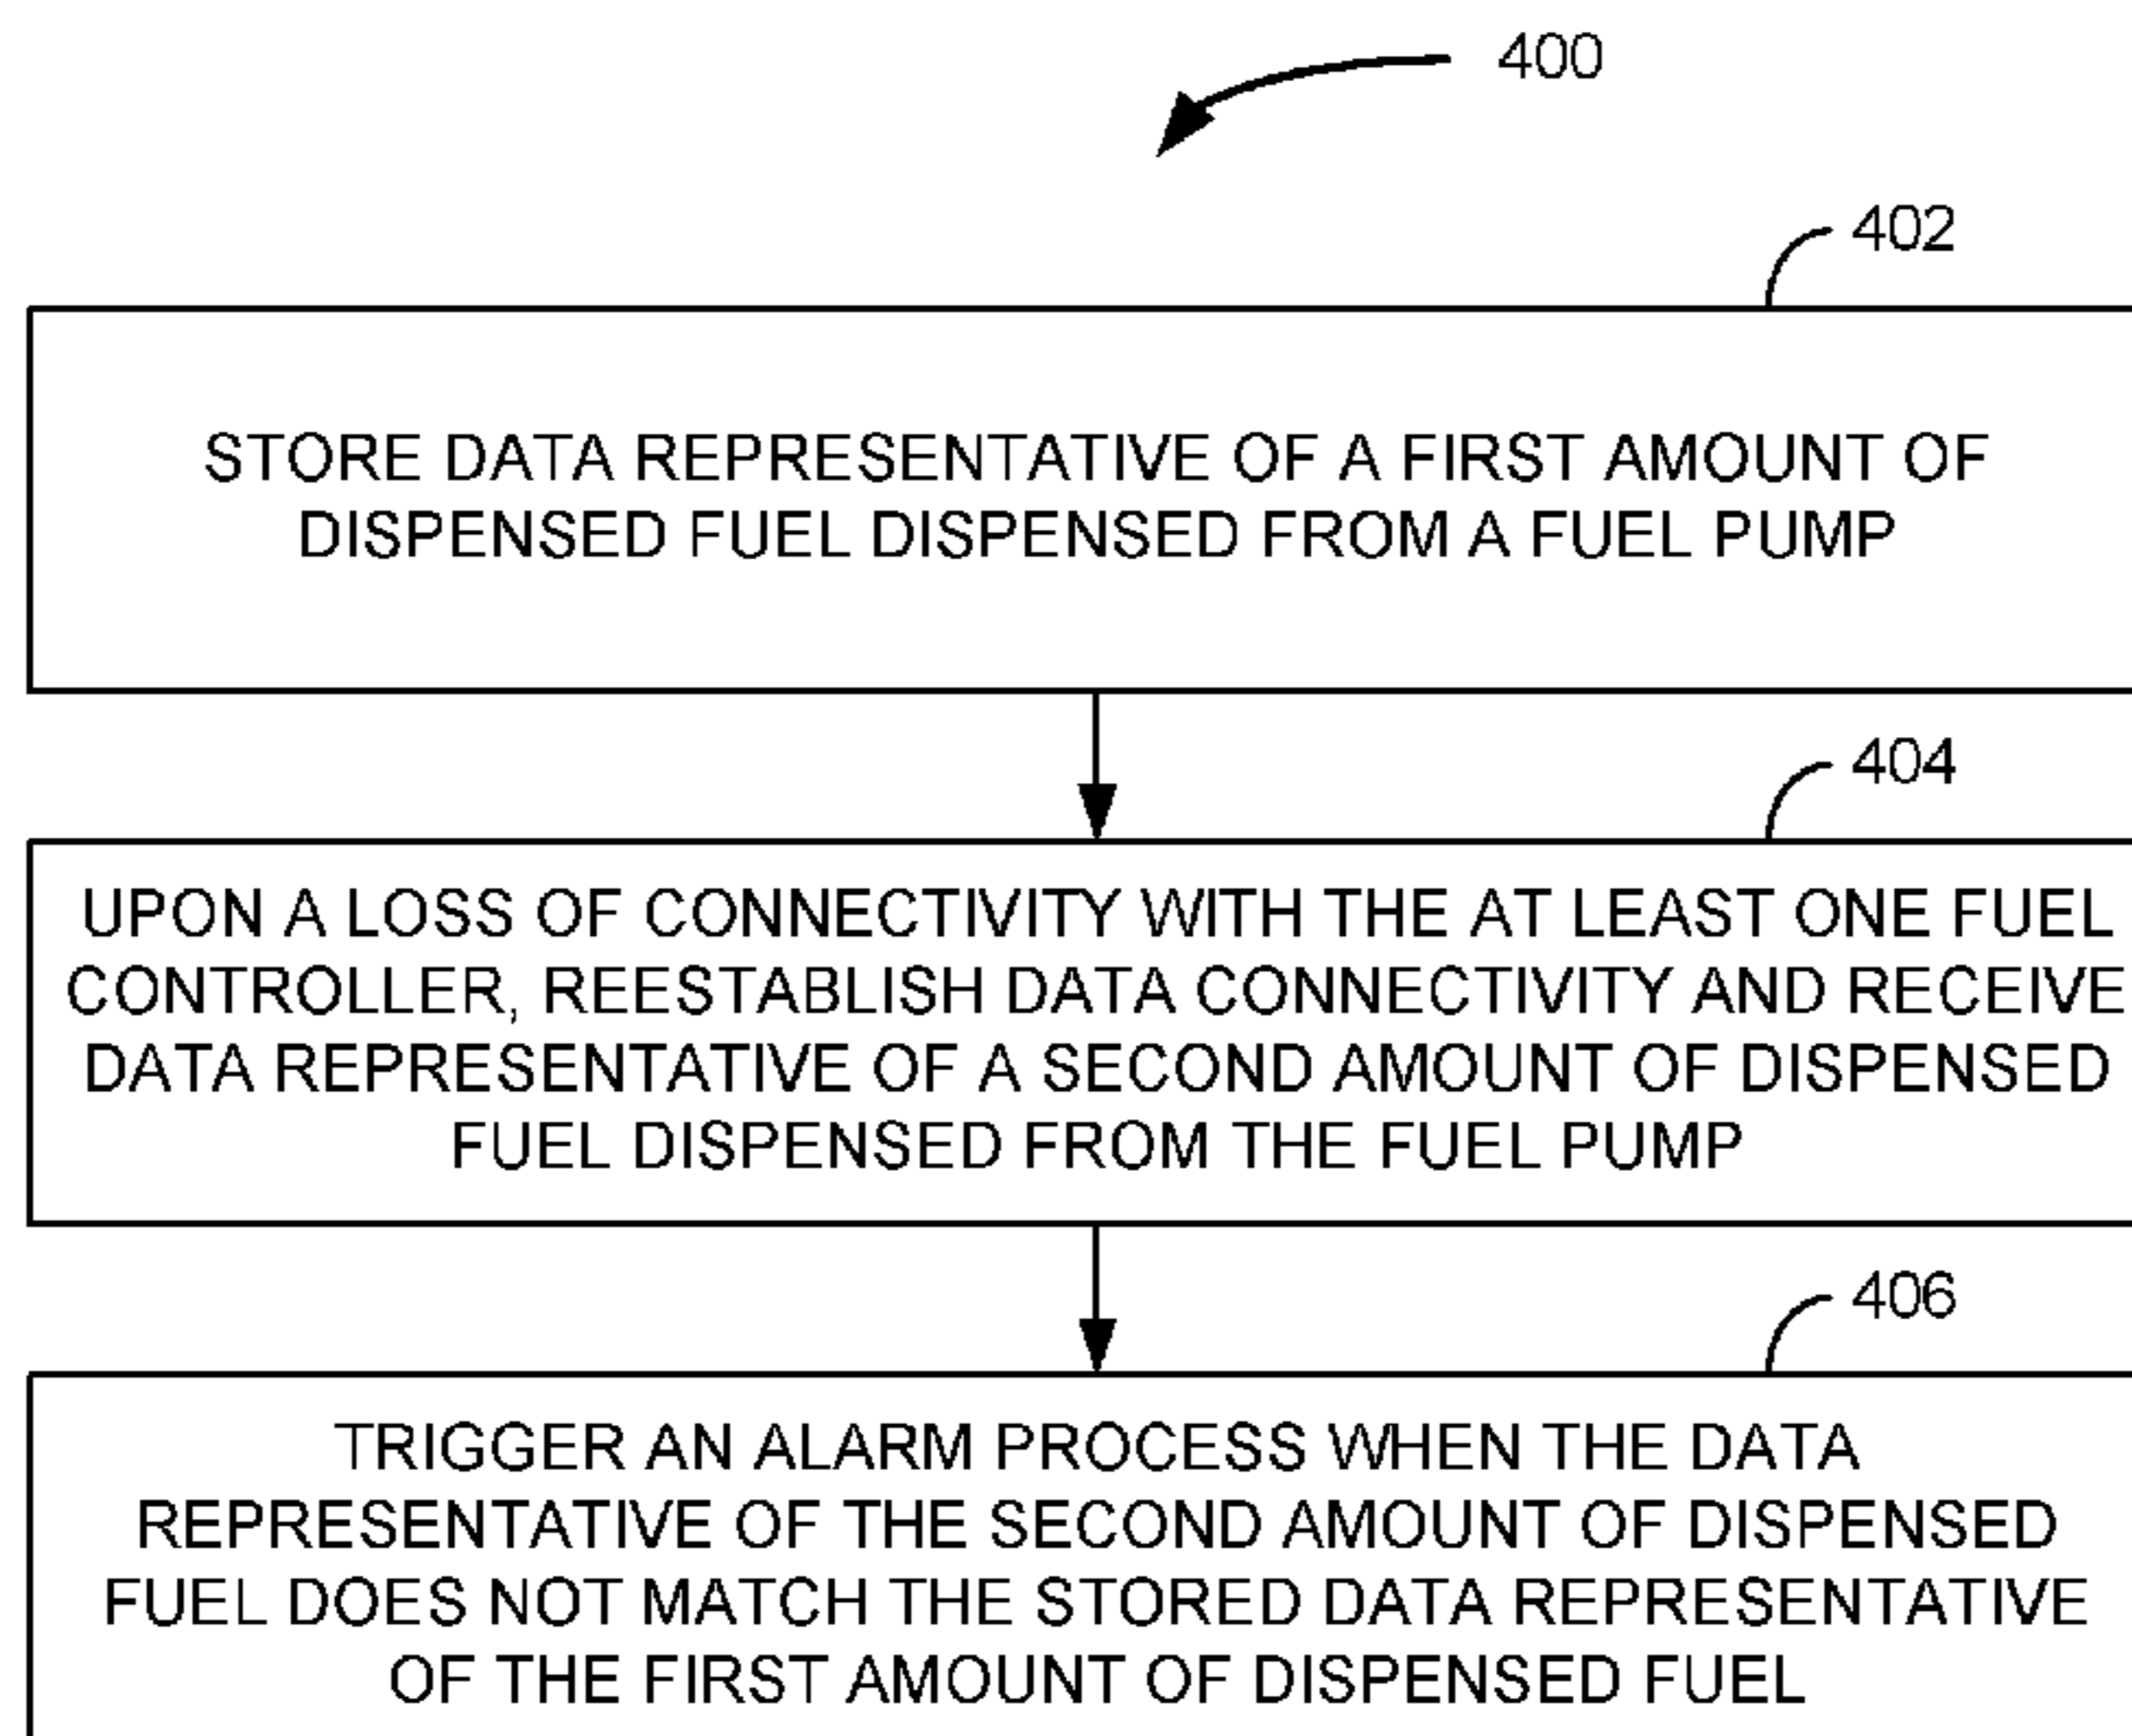 400
402
STORE DATA REPRESENTATIVE OF A FIRST AMOUNT OF
DISPENSED FUEL DISPENSED FROM A FUEL PUMP
404
UPON A LOSS OF CONNECTIVITY WITH THE AT LEAST ONE FUEL
CONTROLLER, REESTABLISH DATA CONNECTIVITY AND RECEIVE
DATA REPRESENTATIVE OF A SECOND AMOUNT OF DISPENSED
FUEL DISPENSED FROM THE FUEL PUMP
406
TRIGGER AN ALARM PROCESS WHEN THE DATA
REPRESENTATIVE OF THE SECOND AMOUNT OF DISPENSED
FUEL DOES NOT MATCH THE STORED DATA REPRESENTATIVE
OF THE FIRST AMOUNT OF DISPENSED FUEL